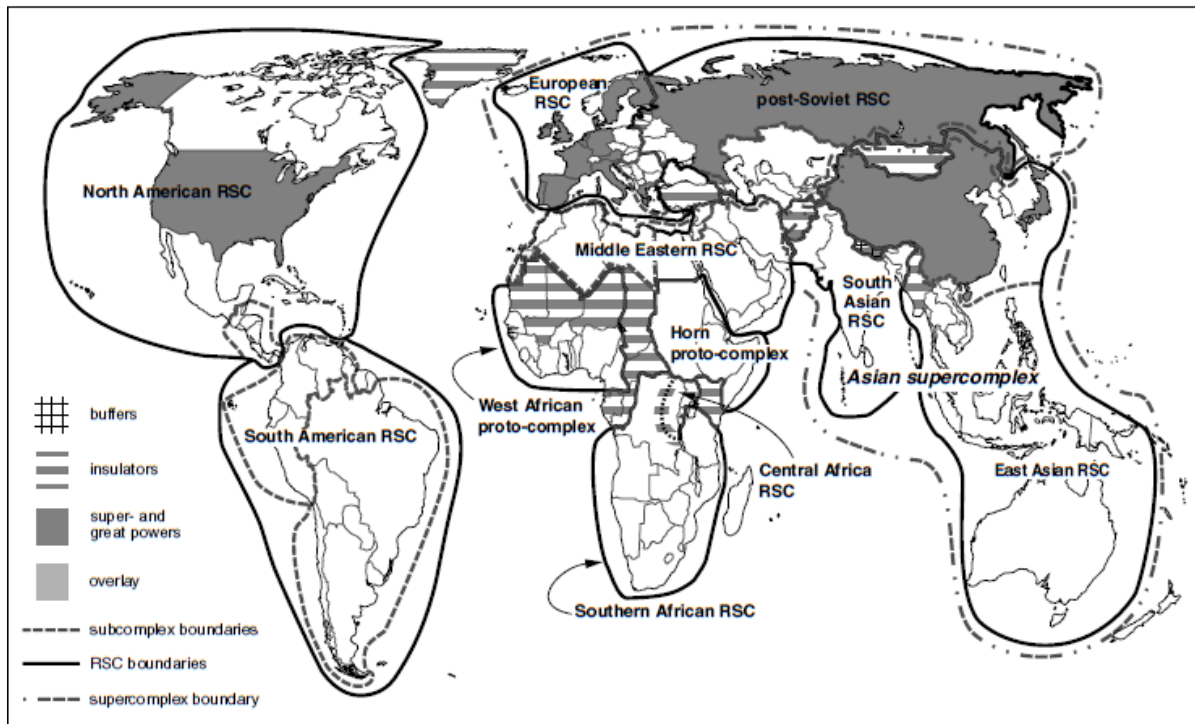 European
RSC
post-Soviet RSC
North American RSC
Middle Eastern RSC
South
Asian
RSC
Horn
proto-complex
Asian supercomplex
West African
proto-complex
South American RSC
Central Africa
RSC
East Asian RSC
Southern African RSC
buffers
insulators
super- and
great powers
overlay
subcomplex boundaries
RSC boundaries
supercomplex boundary